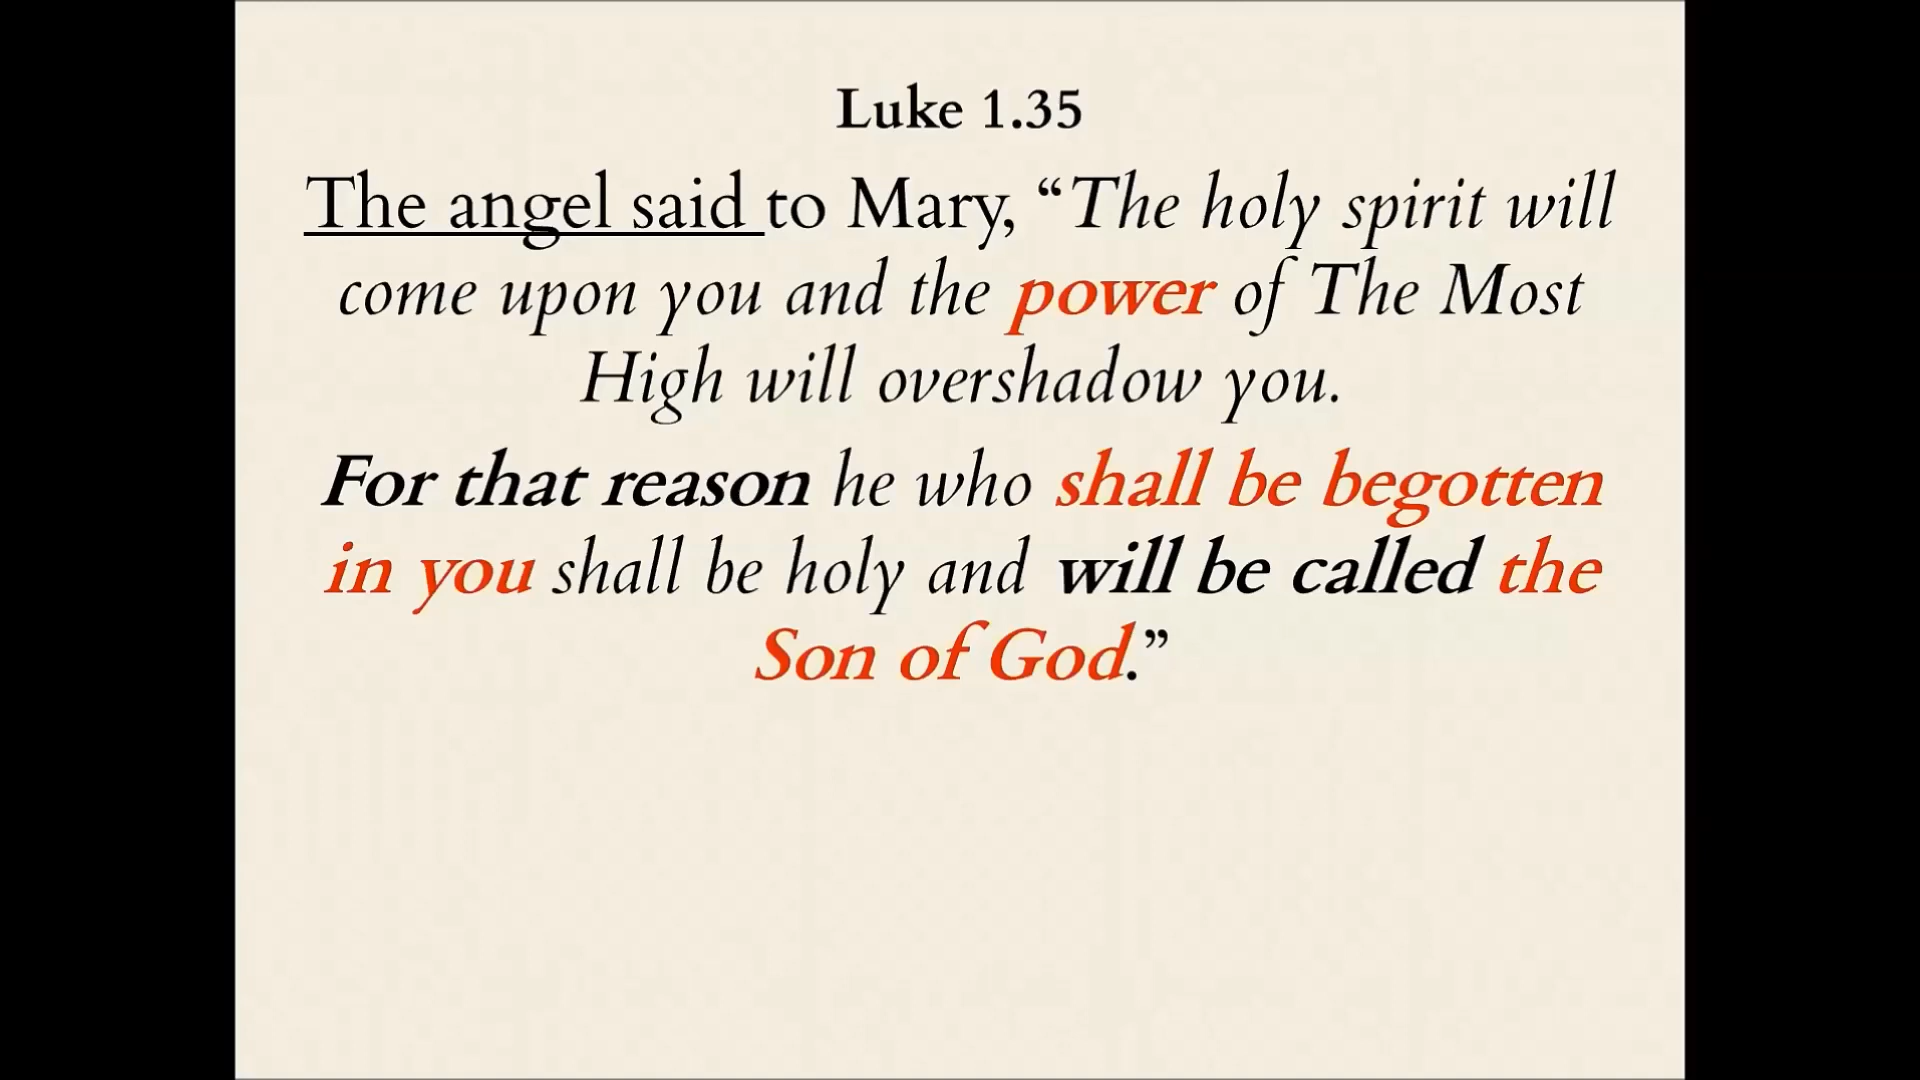 Luke 1.35
The angel said to Mary, “The holy spirit will
come upon you and the power of The Most
High will overshadow you.
For that reason he who shall be begotten
in you shall be holy and will be called the
Son of God.”